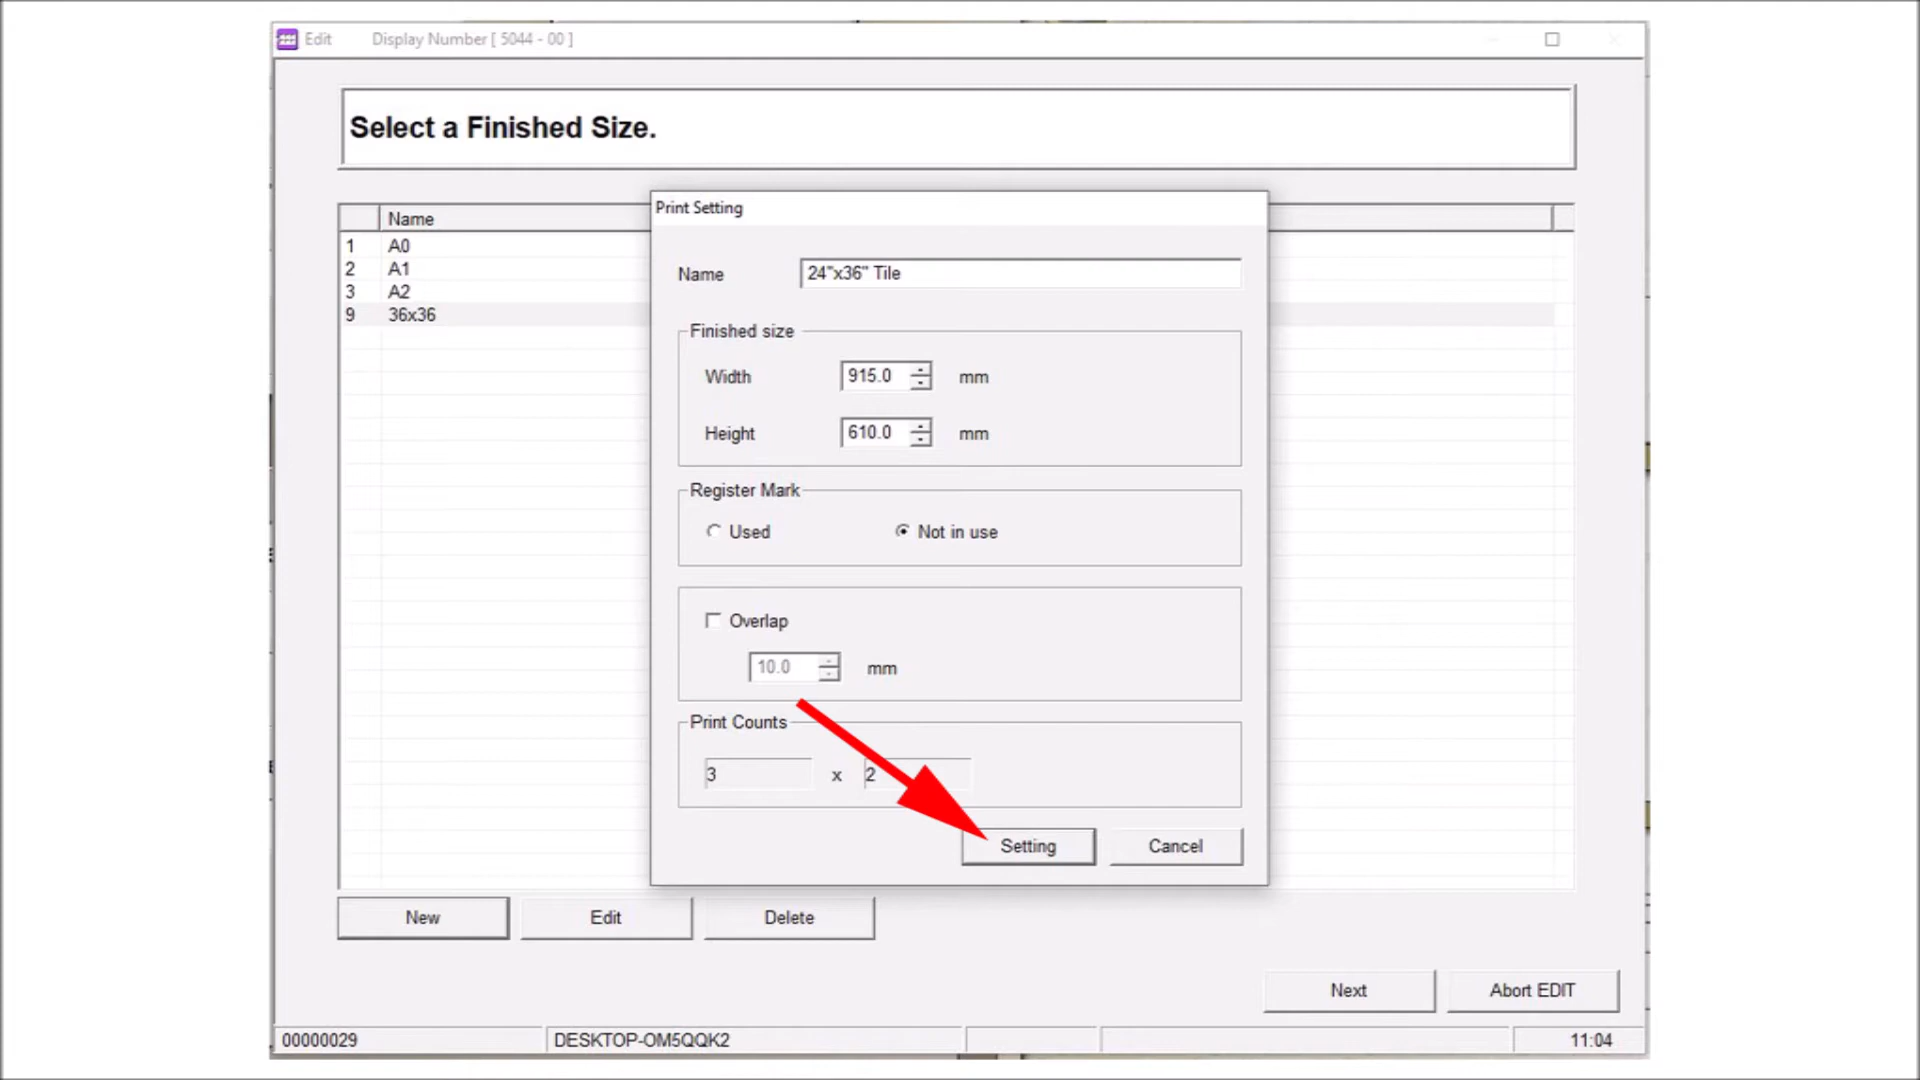 Edit Display Number [ 5044 - 00 ]
Select a Finished Size.
Name
1 A0
2 A1
3 A2
9 36x36
Print Setting
Name 24"x36" Tile
Finished size
Width 915.0 mm
Height 610.0 mm
Register Mark
Used Not in use
Overlap
10.0 mm
Print Counts
3 x 2
Setting Cancel
New Edit Delete
Next Abort EDIT
00000029 DESKTOP-OM5QQK2 11:04